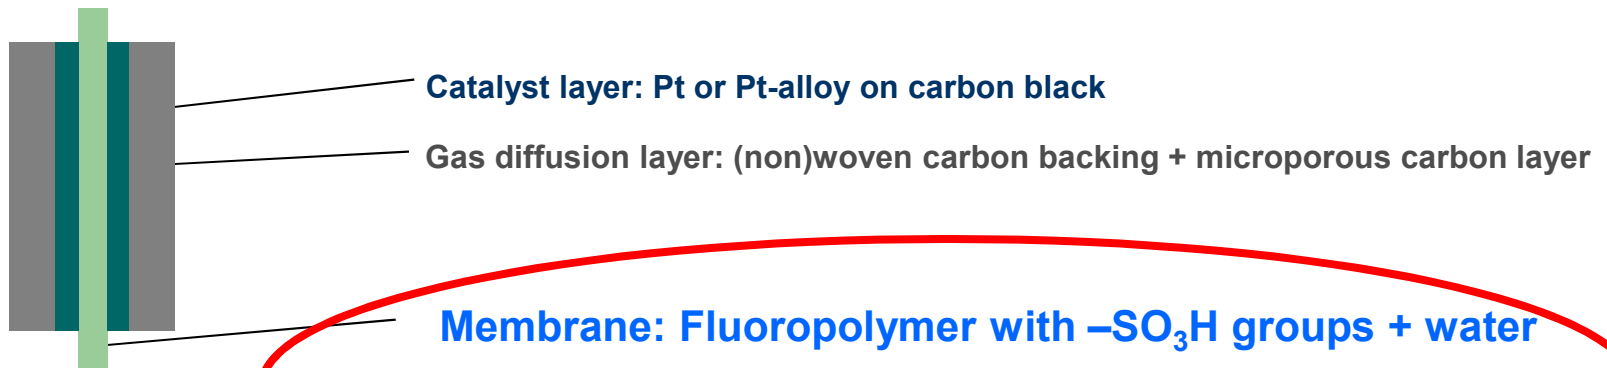 Catalyst layer: Pt or Pt-alloy on carbon black
Gas diffusion layer: (non)woven carbon backing + microporous carbon layer
Membrane: Fluoropolymer with –SO₃H groups + water